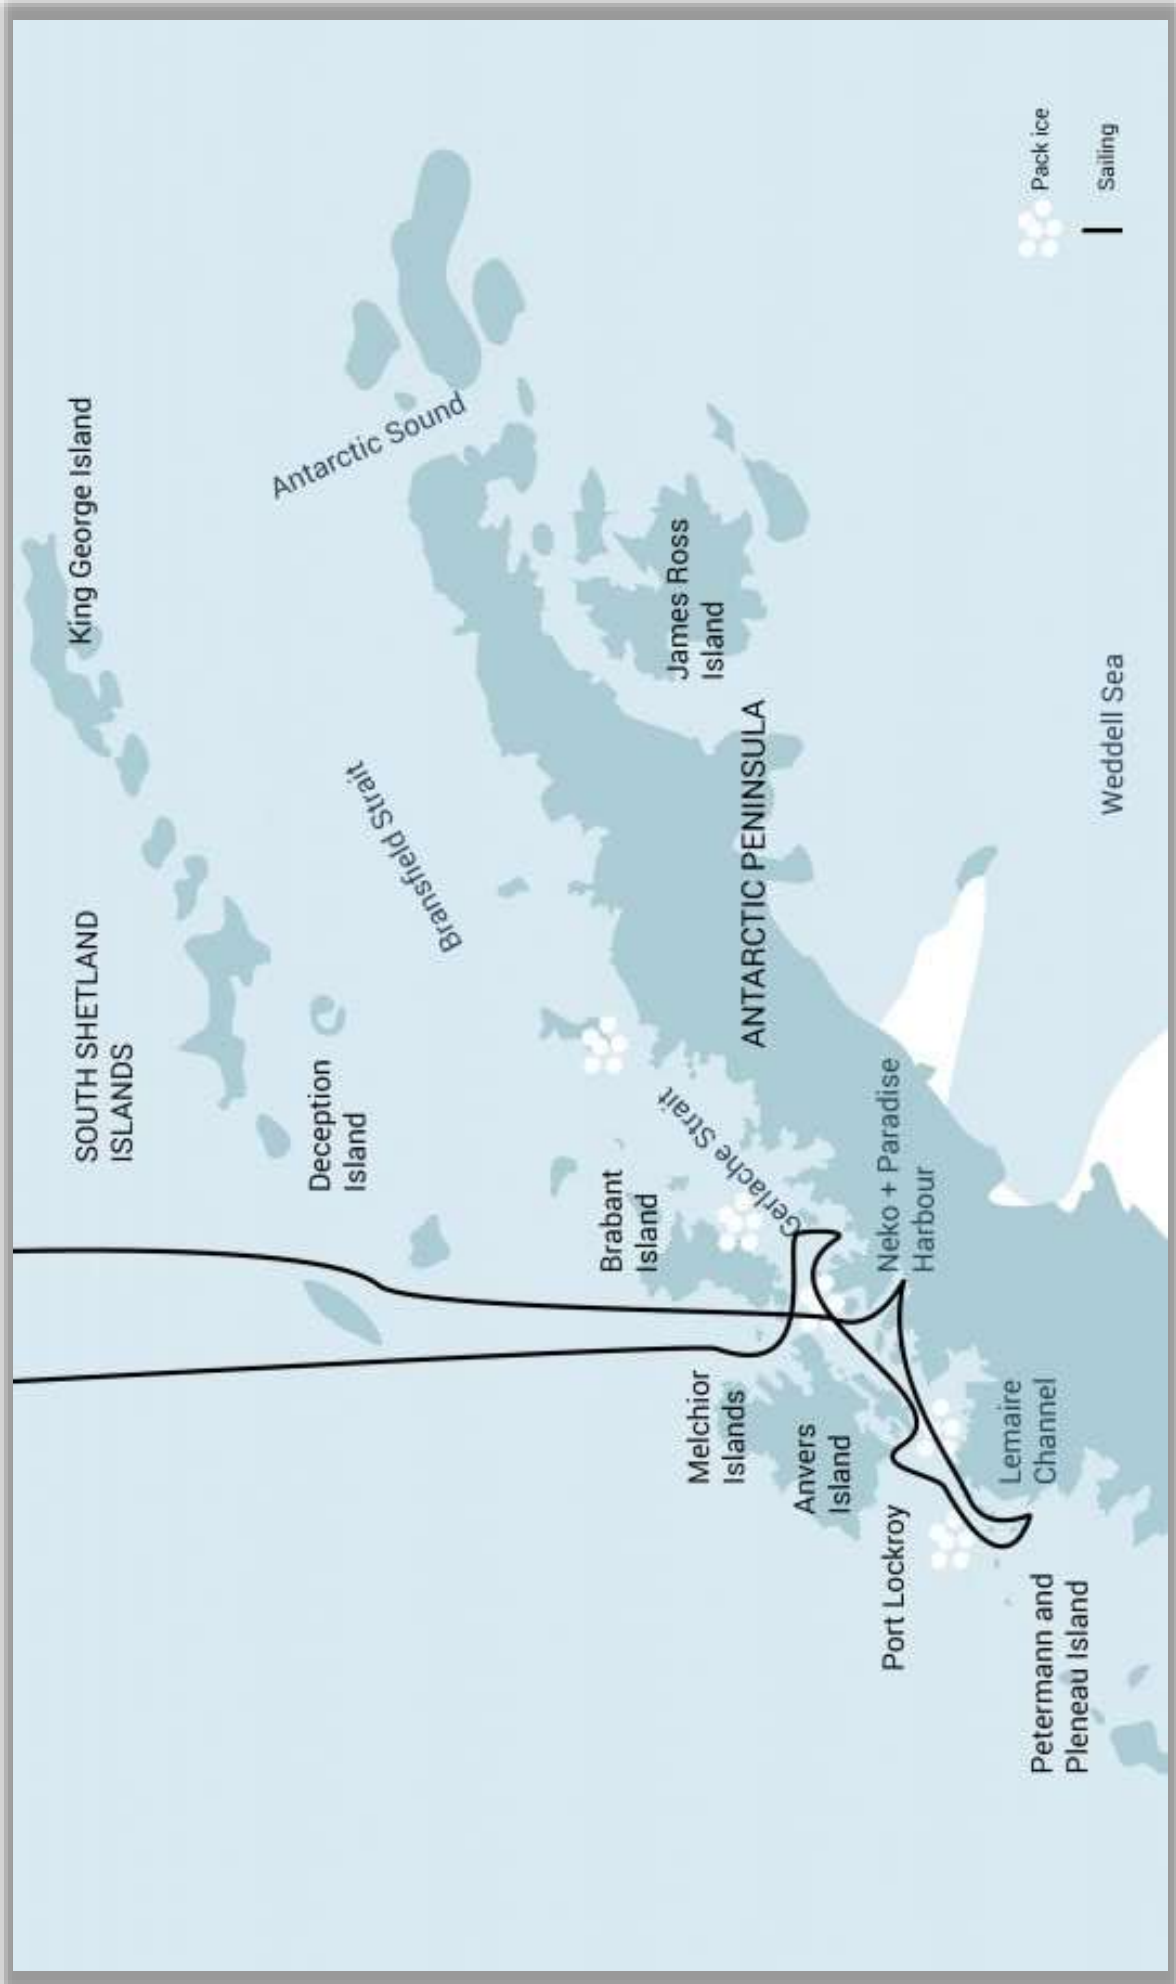 SOUTH SHETLAND
ISLANDS
King George Island
Deception
Island
Bransfield Strait
Antarctic Sound
Brabant
Island
Gerlache Strait
Melchior
Islands
Anvers
Island
James Ross
Island
ANTARCTIC PENINSULA
Port Lockroy
Neko + Paradise
Harbour
Lemaire
Channel
Petermann and
Pleneau Island
Weddell Sea
Pack ice
Sailing